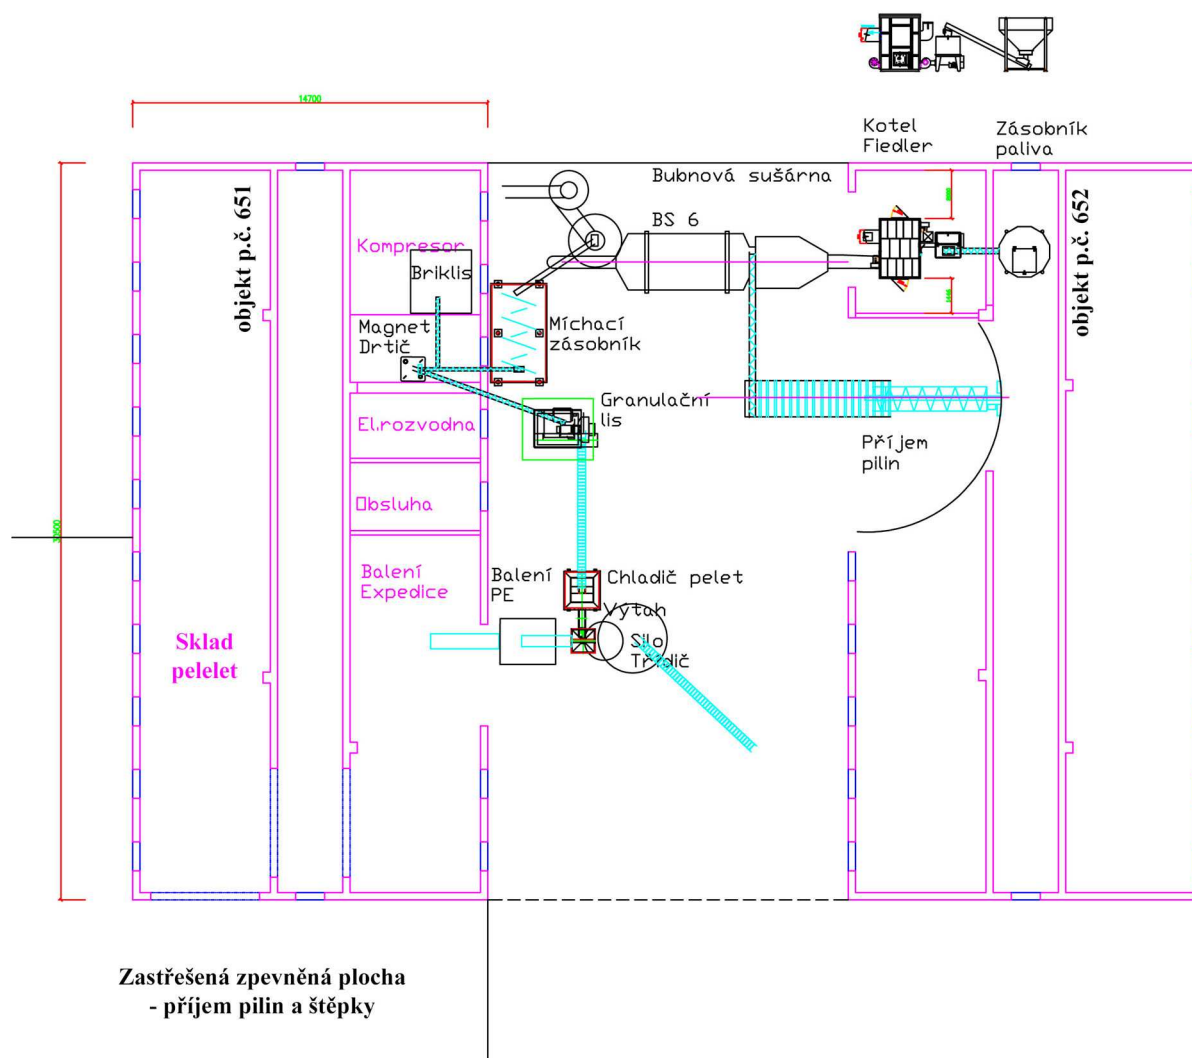 14700
Kotel
Fiedler
Zásobník
paliva
Bubnová sušárna
BS 6
objekt p.č. 651
objekt p.č. 652
Kompresor
Briklis
Magnet
Drtič
Míchací
zásobník
Granulační
lis
El.rozvodna
Příjem
pilin
Obsluha
Balení
Expedice
Balení
PE
Chladič pelet
Výtah
Silo
Třídič
Sklad
pelelet
Zastřešená zpevněná plocha
- příjem pilin a štěpky